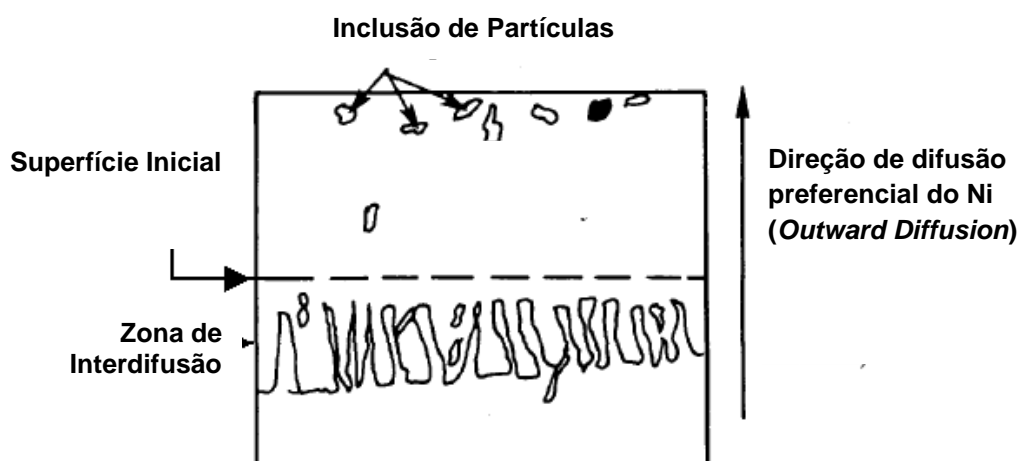 Inclusão de Partículas
Superfície Inicial
Direção de difusão
preferencial do Ni
(Outward Diffusion)
Zona de
Interdifusão